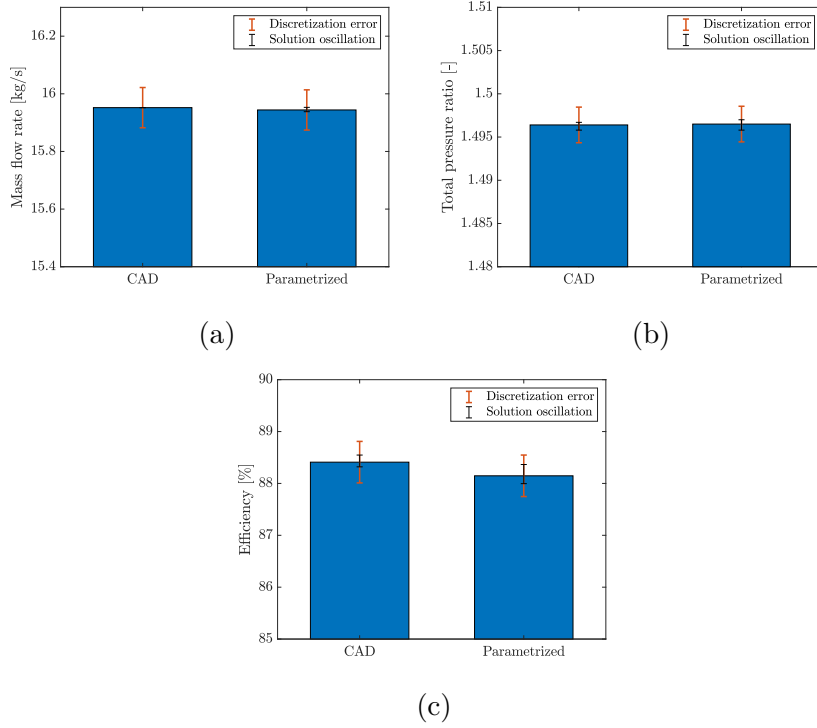 16.2
16
15.8
15.6
15.4
Mass flow rate [kg/s]
Discretization error
Solution oscillation
CAD
Parametrized
(a)
1.51
1.505
1.5
1.495
1.49
1.485
1.48
Total pressure ratio [-]
Discretization error
Solution oscillation
CAD
Parametrized
(b)
90
89
88
87
86
85
Efficiency [%]
Discretization error
Solution oscillation
CAD
Parametrized
(c)